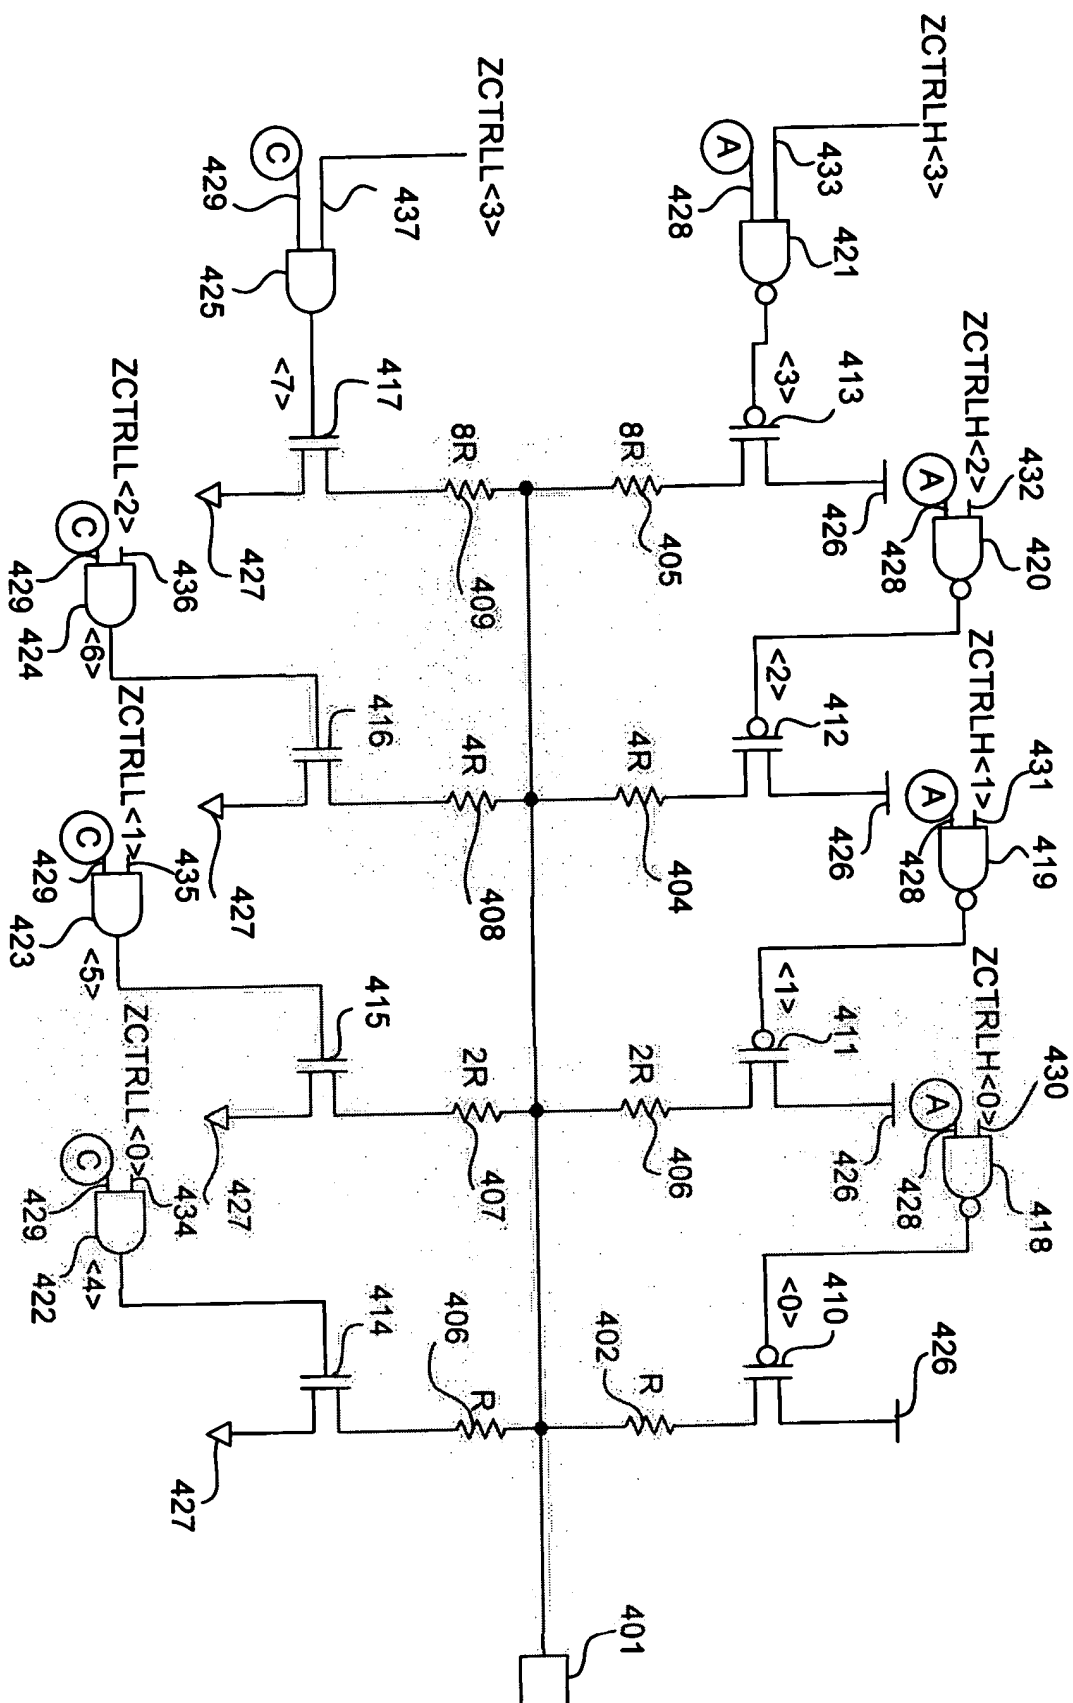 ZCTRLH<3>
433
A
428
421
<3>
413
426
ZCTRLH<2>
432
A
428
420
<2>
412
426
ZCTRLH<1>
431
A
428
419
<1>
411
426
ZCTRLH<0>
430
A
428
418
<0>
410
426
8R
405
4R
404
2R
406
R
402
401
8R
409
4R
408
2R
407
R
406
ZCTRLL<3>
437
C
429
425
<7>
417
427
ZCTRLL<2>
436
C
429
424
<6>
416
427
ZCTRLL<1>
435
C
429
423
<5>
415
427
ZCTRLL<0>
434
C
429
422
<4>
414
427